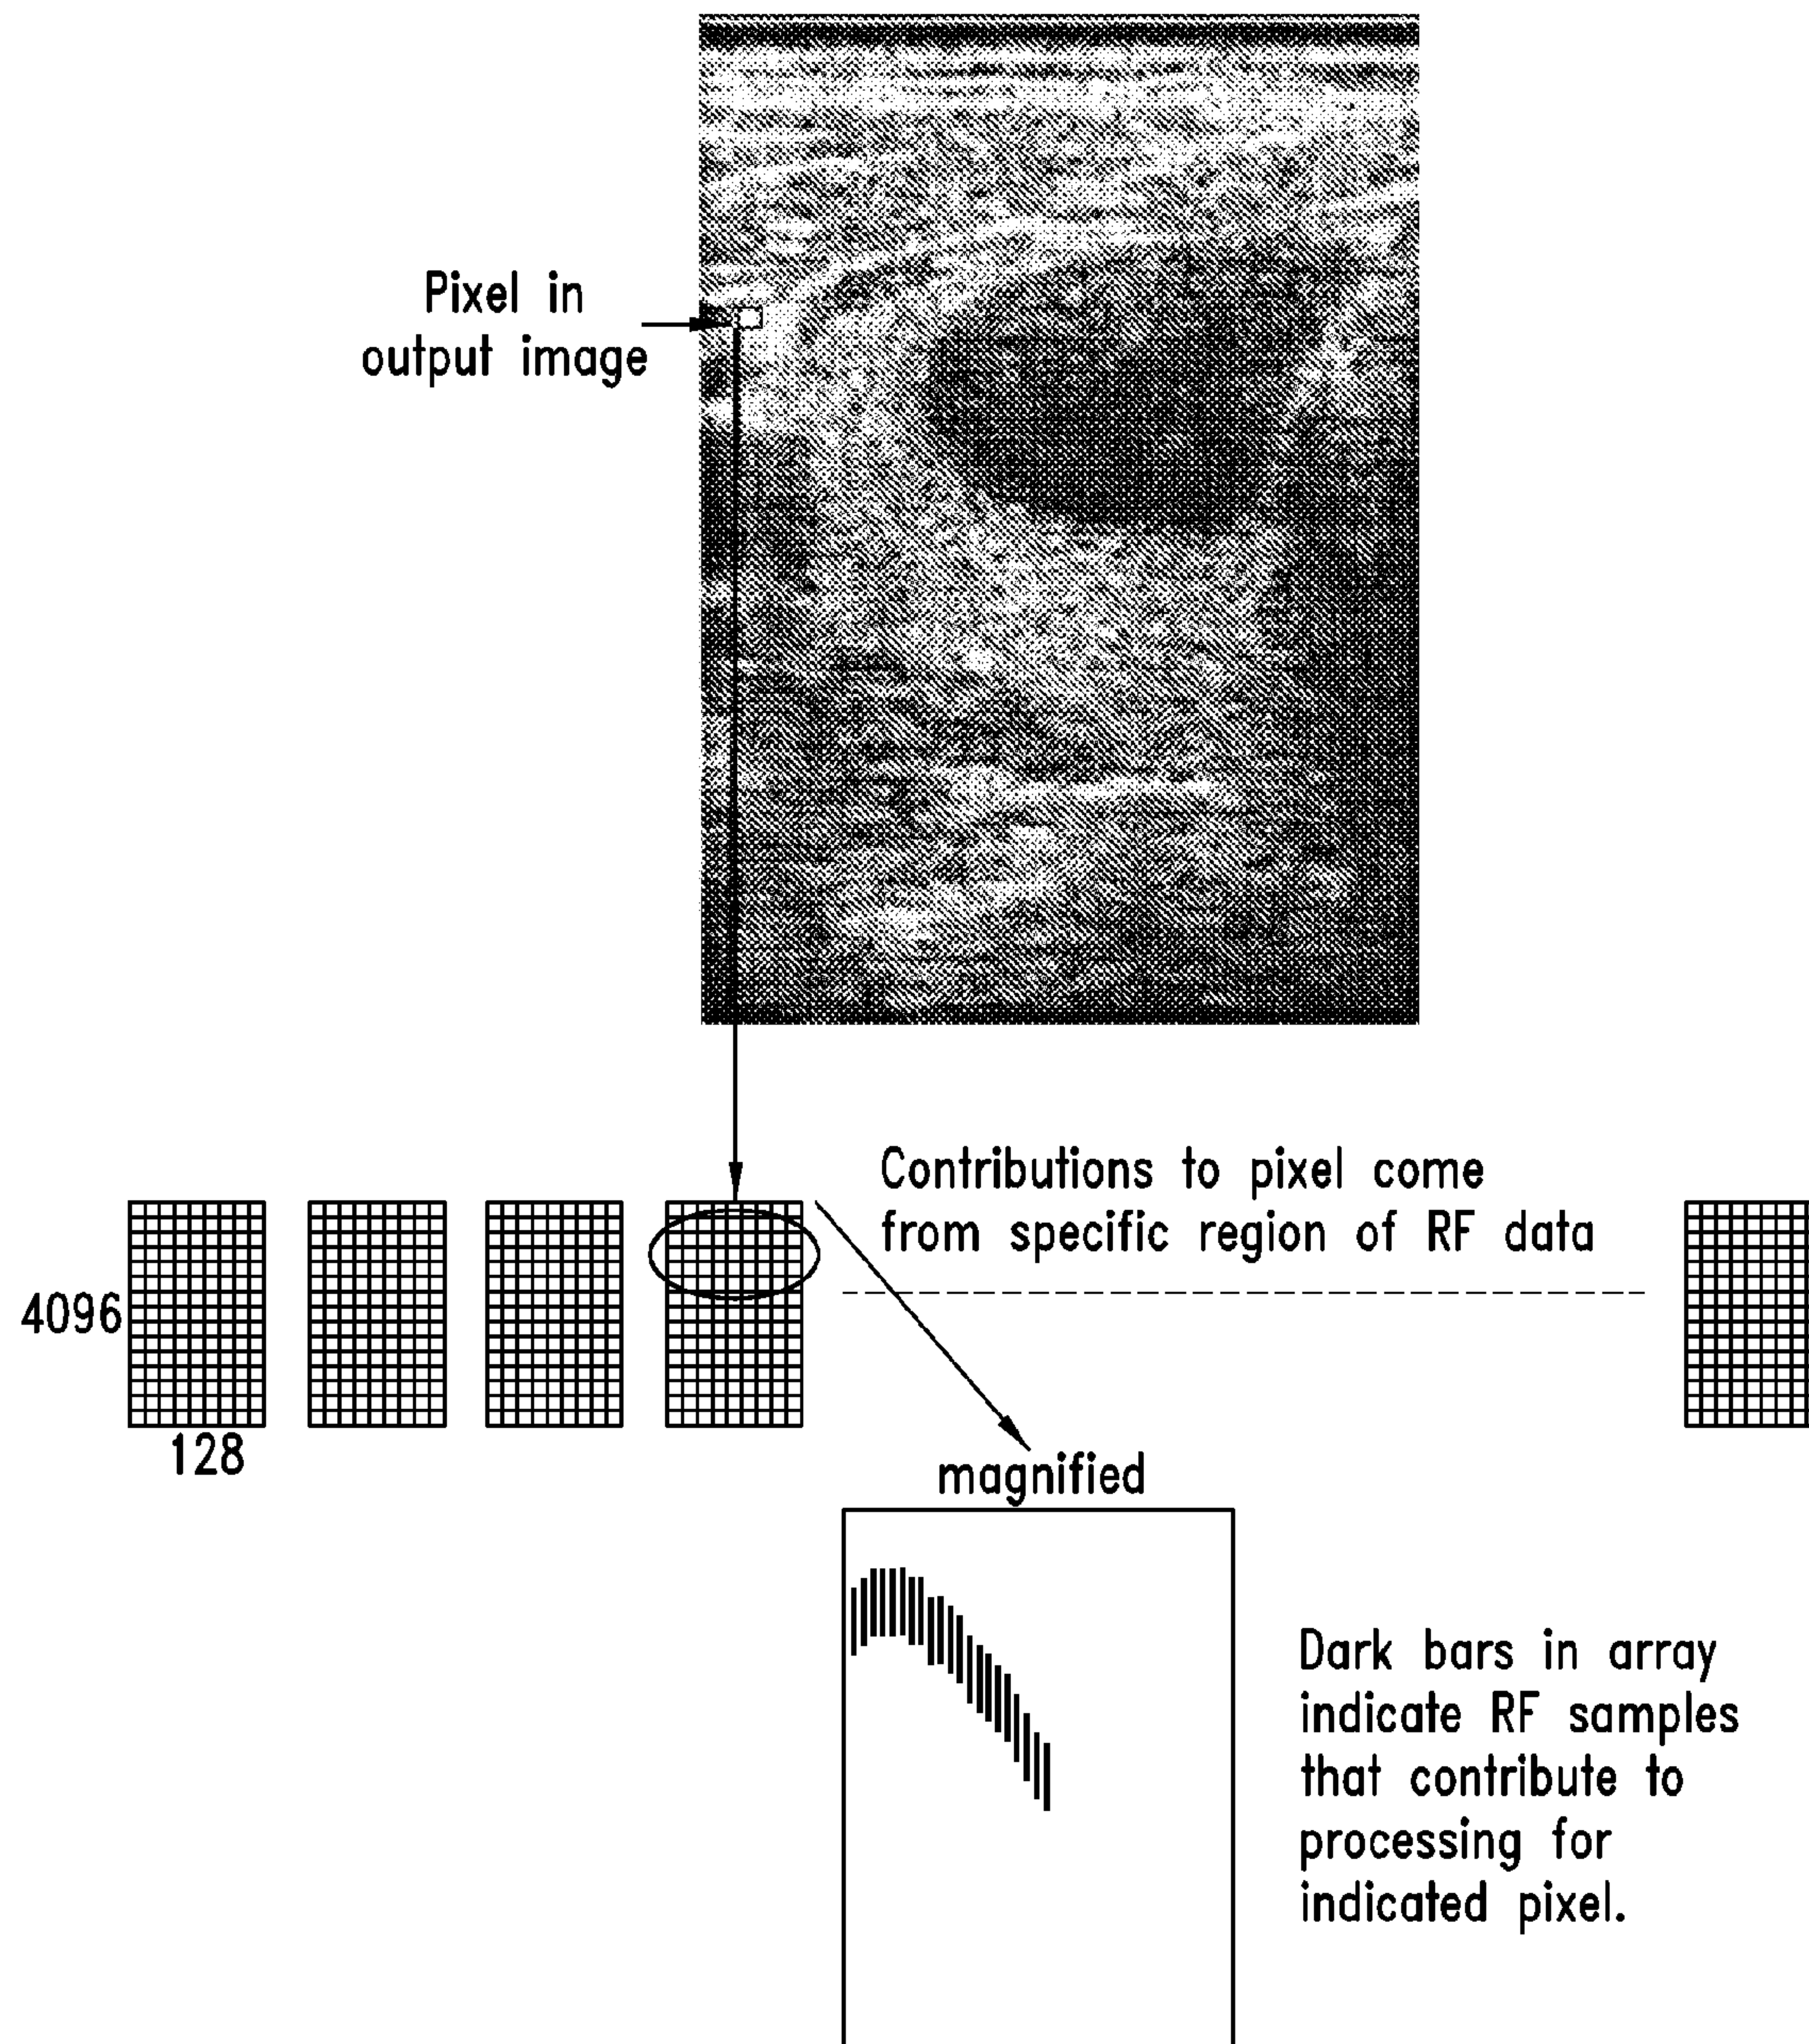 Pixel in
output image
Contributions to pixel come
from specific region of RF data
4096
128
magnified
Dark bars in array
indicate RF samples
that contribute to
processing for
indicated pixel.